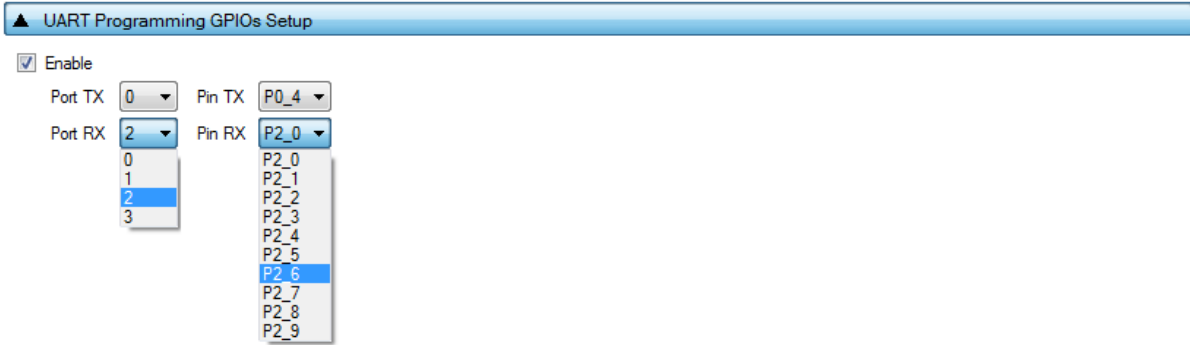 UART Programming GPIOs Setup
Enable
Port TX 0 Pin TX P0_4
Port RX 2 Pin RX P2_0
0 P2_0
1 P2_1
2 P2_2
3 P2_3
P2_4
P2_5
P2_6
P2_7
P2_8
P2_9